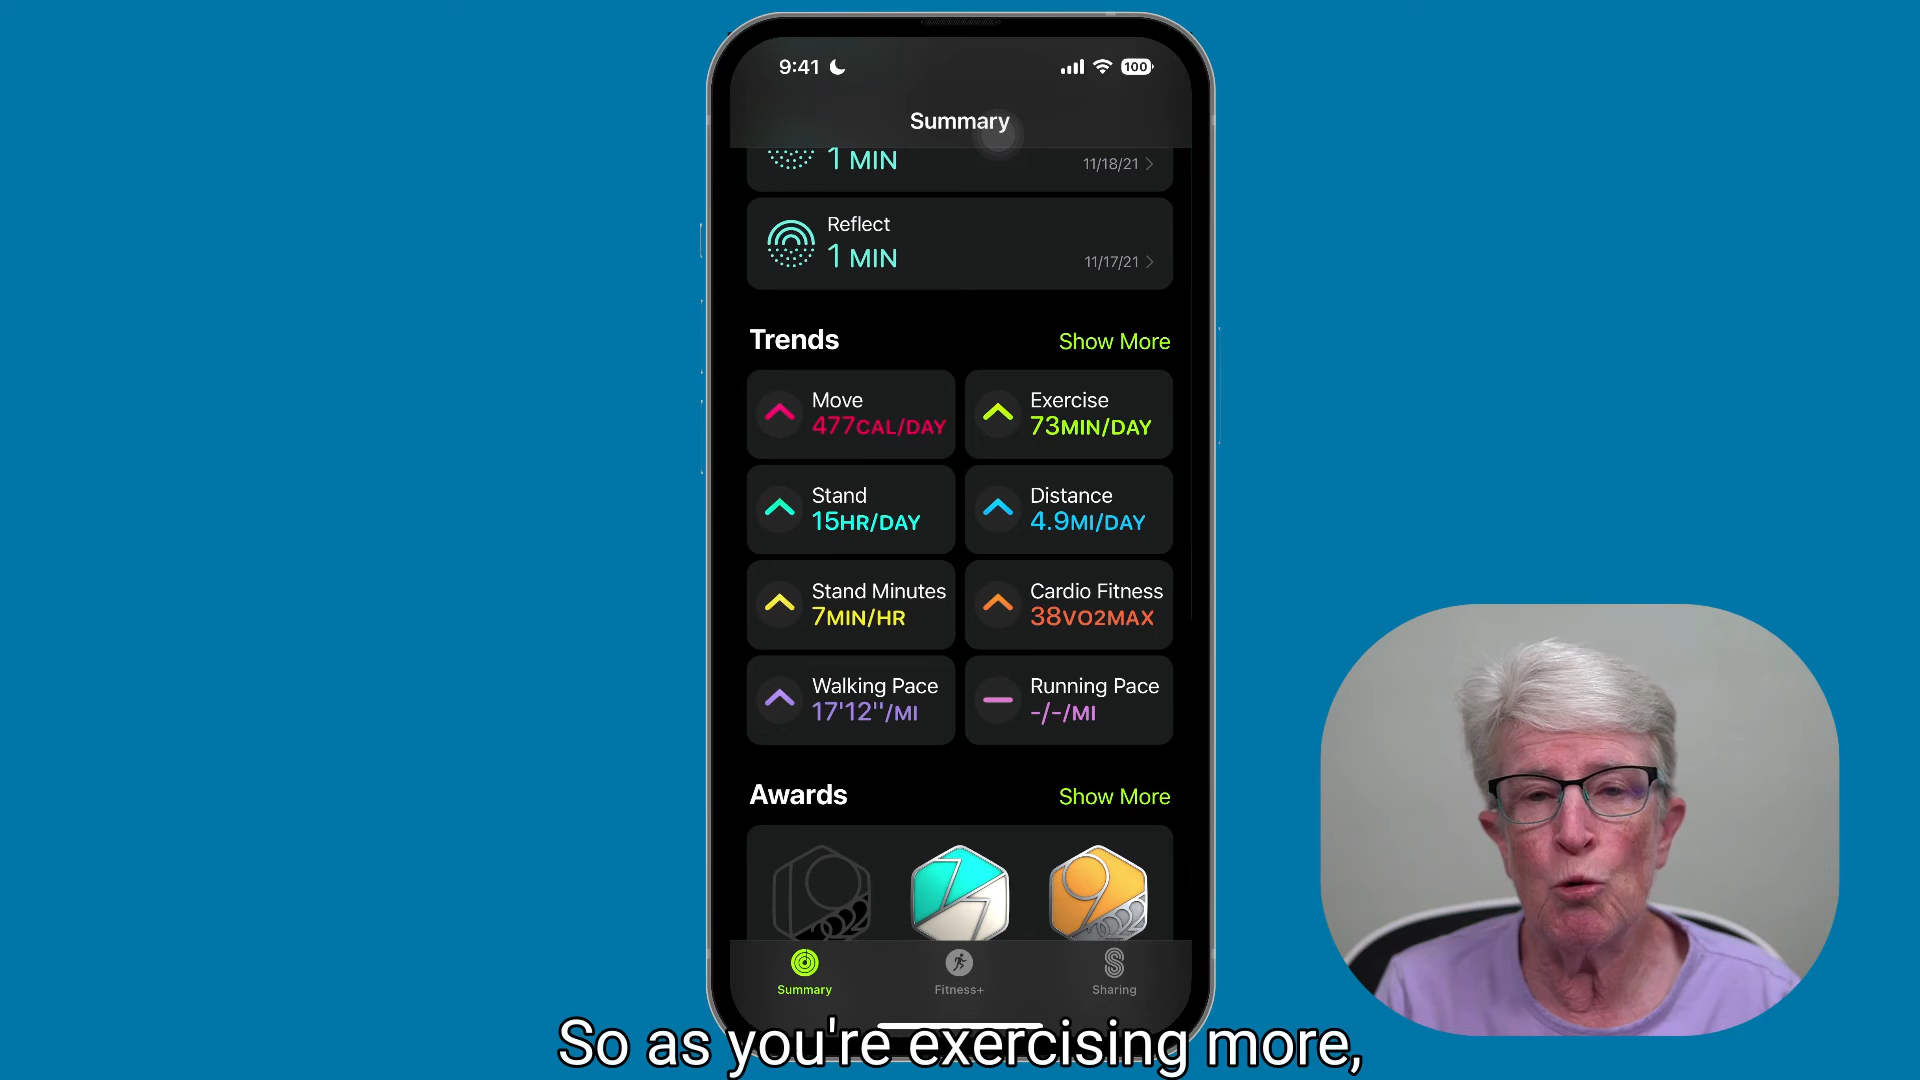 9:41
100
Summary
1 MIN
11/18/21
Reflect
1 MIN
11/17/21
Trends
Show More
Move
477CAL/DAY
Exercise
73MIN/DAY
Stand
15HR/DAY
Distance
4.9MI/DAY
Stand Minutes
7MIN/HR
Cardio Fitness
38VO2MAX
Walking Pace
17'12''/MI
Running Pace
-/-/MI
Awards
Show More
Summary
Fitness+
Sharing
So as you're exercising more,